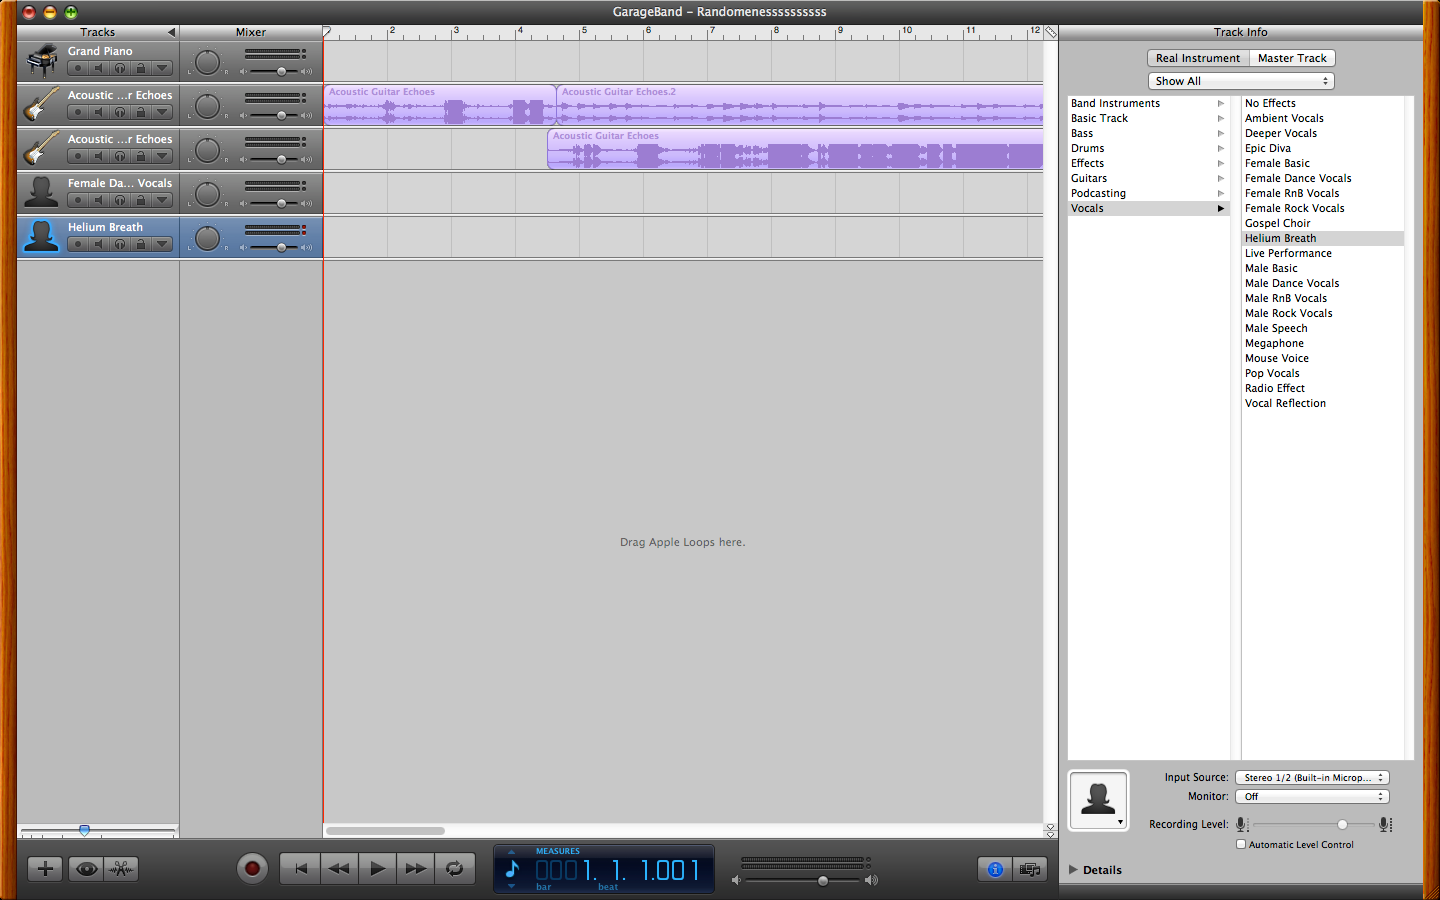 GarageBand – Randomenessssssssss
Tracks
Mixer
2 3 4 5 6 7 8 9 10 11 12
Track Info
Grand Piano
L R
Acoustic ...r Echoes
L R
Acoustic Guitar Echoes
Acoustic Guitar Echoes.2
Acoustic ...r Echoes
L R
Acoustic Guitar Echoes
Female Da... Vocals
L R
Helium Breath
L R
Drag Apple Loops here.
Real Instrument
Master Track
Show All
Band Instruments
Basic Track
Bass
Drums
Effects
Guitars
Podcasting
Vocals
No Effects
Ambient Vocals
Deeper Vocals
Epic Diva
Female Basic
Female Dance Vocals
Female RnB Vocals
Female Rock Vocals
Gospel Choir
Helium Breath
Live Performance
Male Basic
Male Dance Vocals
Male RnB Vocals
Male Rock Vocals
Male Speech
Megaphone
Mouse Voice
Pop Vocals
Radio Effect
Vocal Reflection
Input Source: Stereo 1/2 (Built-in Microp...
Monitor: Off
Recording Level:
Automatic Level Control
Details
MEASURES
0001. 1. 1.001
bar beat